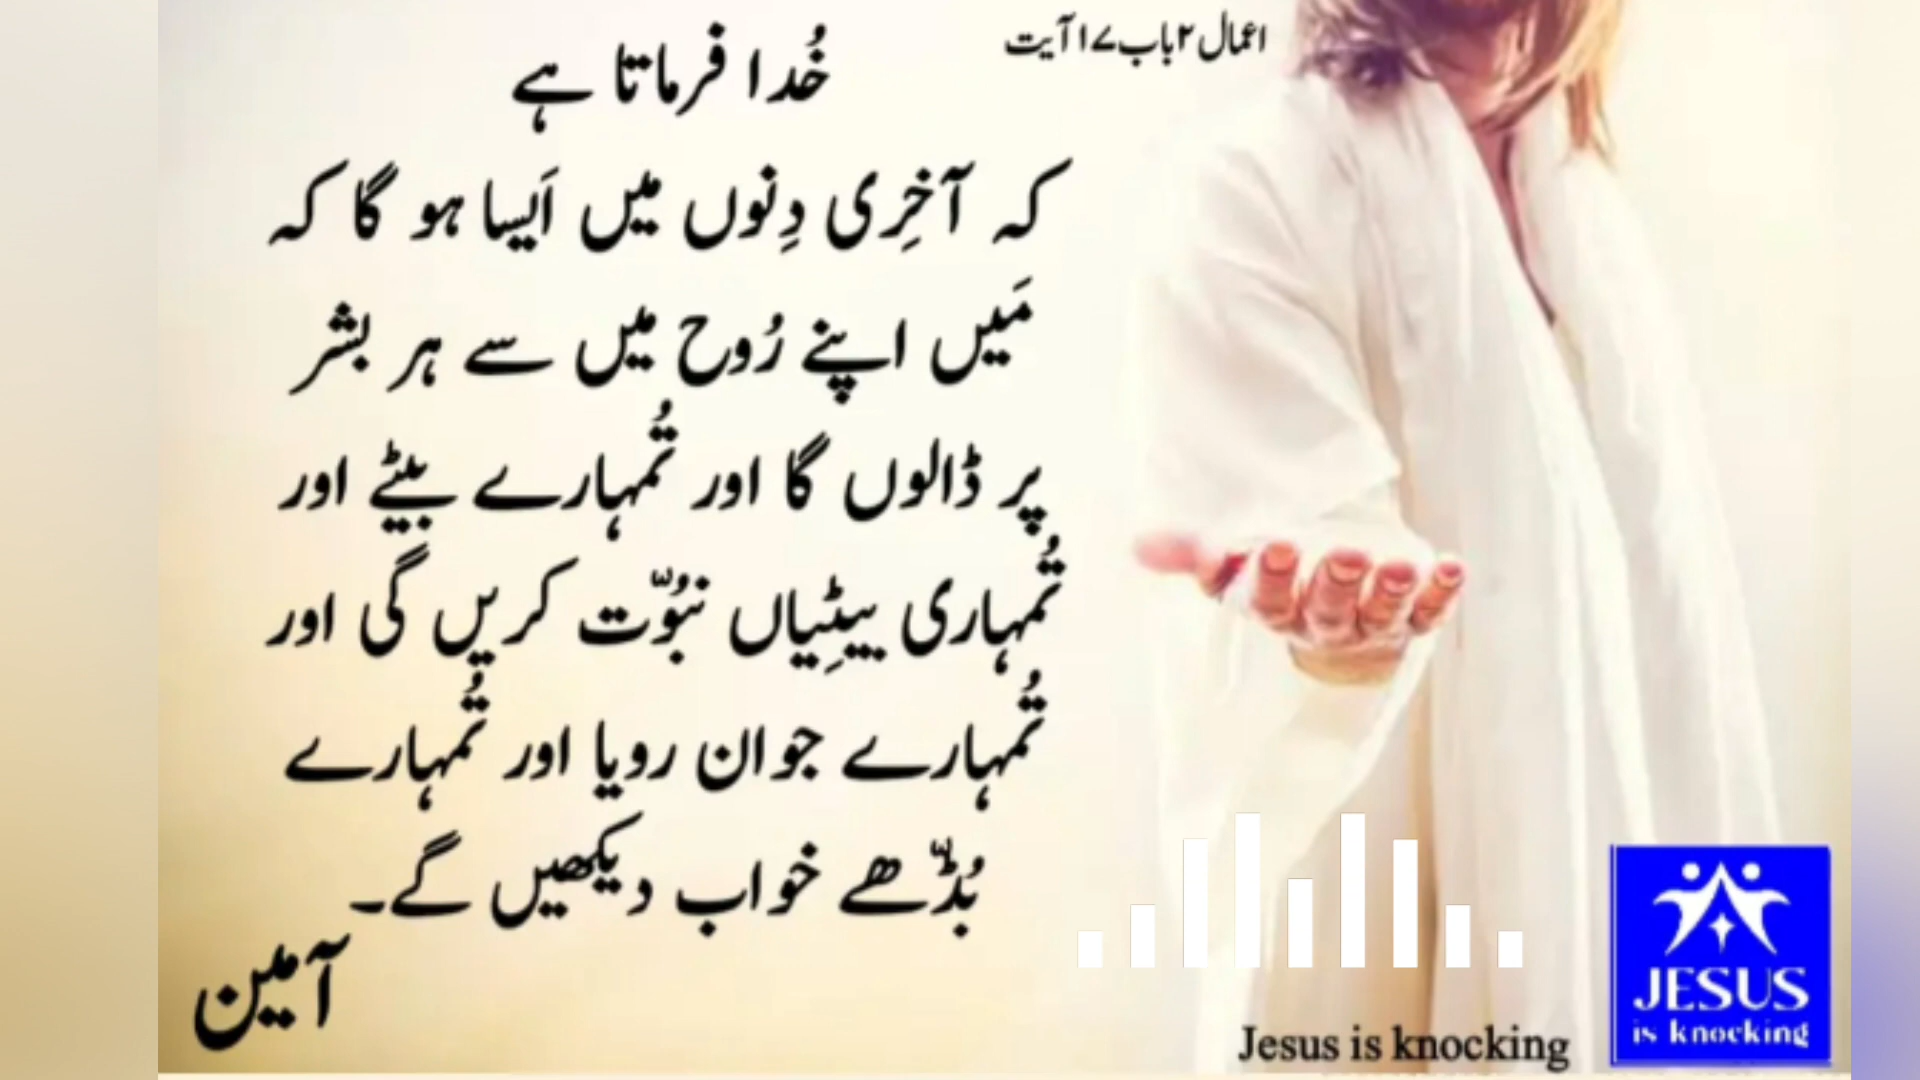 اعمال ۲ باب ۱۷ آیت
خُدا فرماتا ہے
کہ آخِری دِنوں میں اَیسا ہو گا کہ
مَیں اپنے رُوح میں سے ہر بشر
پر ڈالوں گا اور تُمہارے بیٹے اور
تُمہاری بیٹِیاں نبُوّت کریں گی اور
تُمہارے جوان رویا اور تُمہارے
بُڈّھے خواب دیکھیں گے۔
آمین
Jesus is knocking
JESUS
is knocking